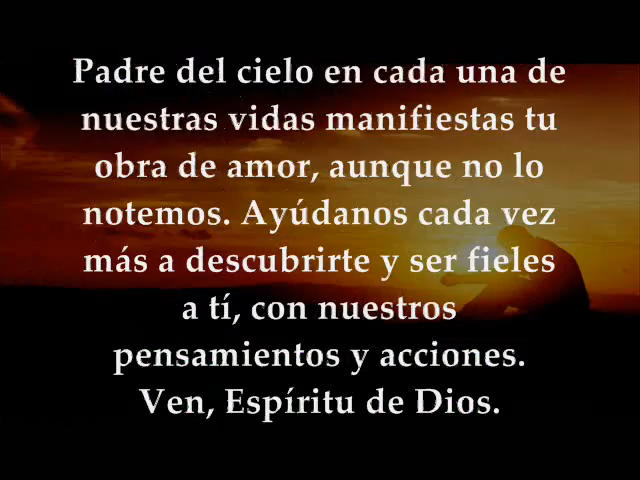 Padre del cielo en cada una de
nuestras vidas manifiestas tu
obra de amor, aunque no lo
notemos. Ayúdanos cada vez
más a descubrirte y ser fieles
a tí, con nuestros
pensamientos y acciones.
Ven, Espíritu de Dios.